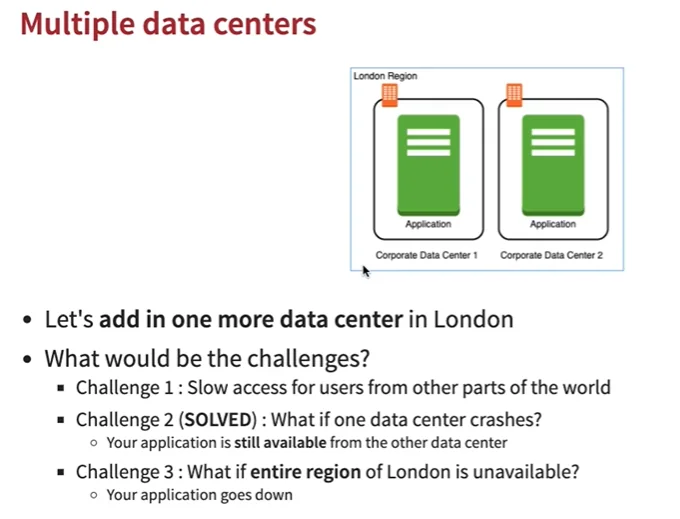 Multiple data centers
London Region
Application
Application
Corporate Data Center 1
Corporate Data Center 2
• Let's add in one more data center in London
• What would be the challenges?
▪ Challenge 1 : Slow access for users from other parts of the world
▪ Challenge 2 (SOLVED) : What if one data center crashes?
○ Your application is still available from the other data center
▪ Challenge 3 : What if entire region of London is unavailable?
○ Your application goes down